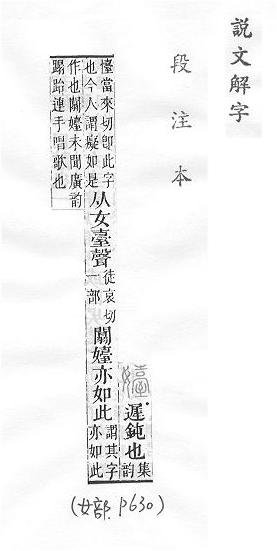 說文解字
段注本
嬯
遲鈍也
集韵
懛當來切卽此字
也今人謂癡如是
从女臺聲
徒哀切
一部
闒嬯亦如此
謂其字
亦如此
作也闒嬯未聞廣韵
蹋跆連手唱歌也
(女部 P630)